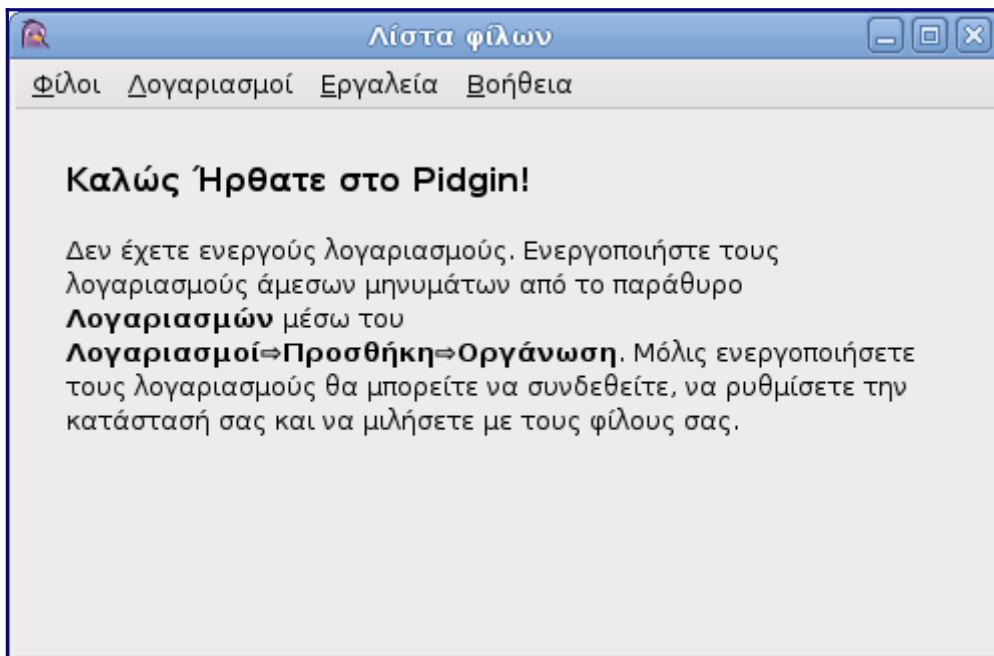 Λίστα φίλων
Φίλοι Λογαριασμοί Εργαλεία Βοήθεια
Καλώς Ήρθατε στο Pidgin!
Δεν έχετε ενεργούς λογαριασμούς. Ενεργοποιήστε τους
λογαριασμούς άμεσων μηνυμάτων από το παράθυρο
Λογαριασμών μέσω του
Λογαριασμοί⇨Προσθήκη⇨Οργάνωση. Μόλις ενεργοποιήσετε
τους λογαριασμούς θα μπορείτε να συνδεθείτε, να ρυθμίσετε την
κατάστασή σας και να μιλήσετε με τους φίλους σας.